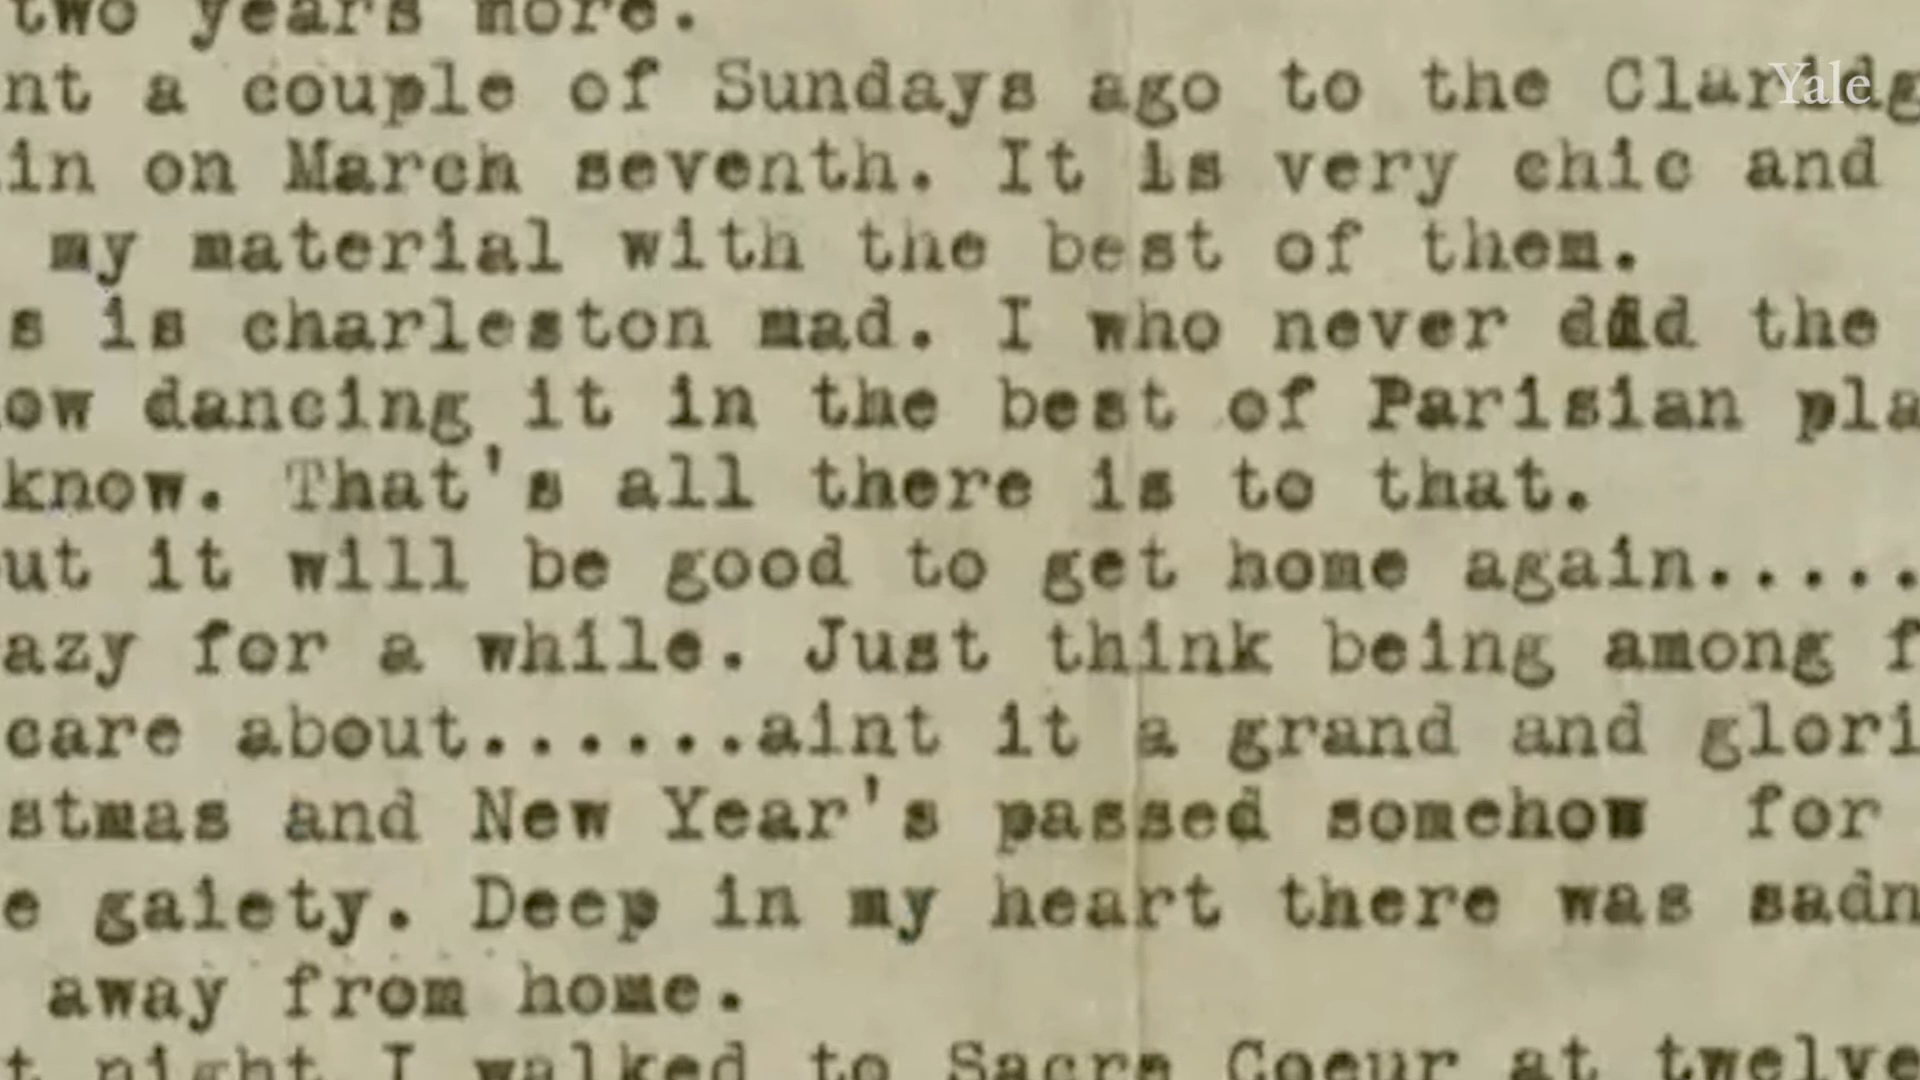 two years more.
nt a couple of Sundays ago to the Claridg
Yale
in on March seventh. It is very chic and
my material with the best of them.
s is charleston mad. I who never did the
ow dancing it in the best of Parisian pla
know. That's all there is to that.
ut it will be good to get home again.....
azy for a while. Just think being among f
care about......aint it a grand and glori
stmas and New Year's passed somehow for
e gaiety. Deep in my heart there was sadn
away from home.
t night I walked to Sacre Coeur at twelve